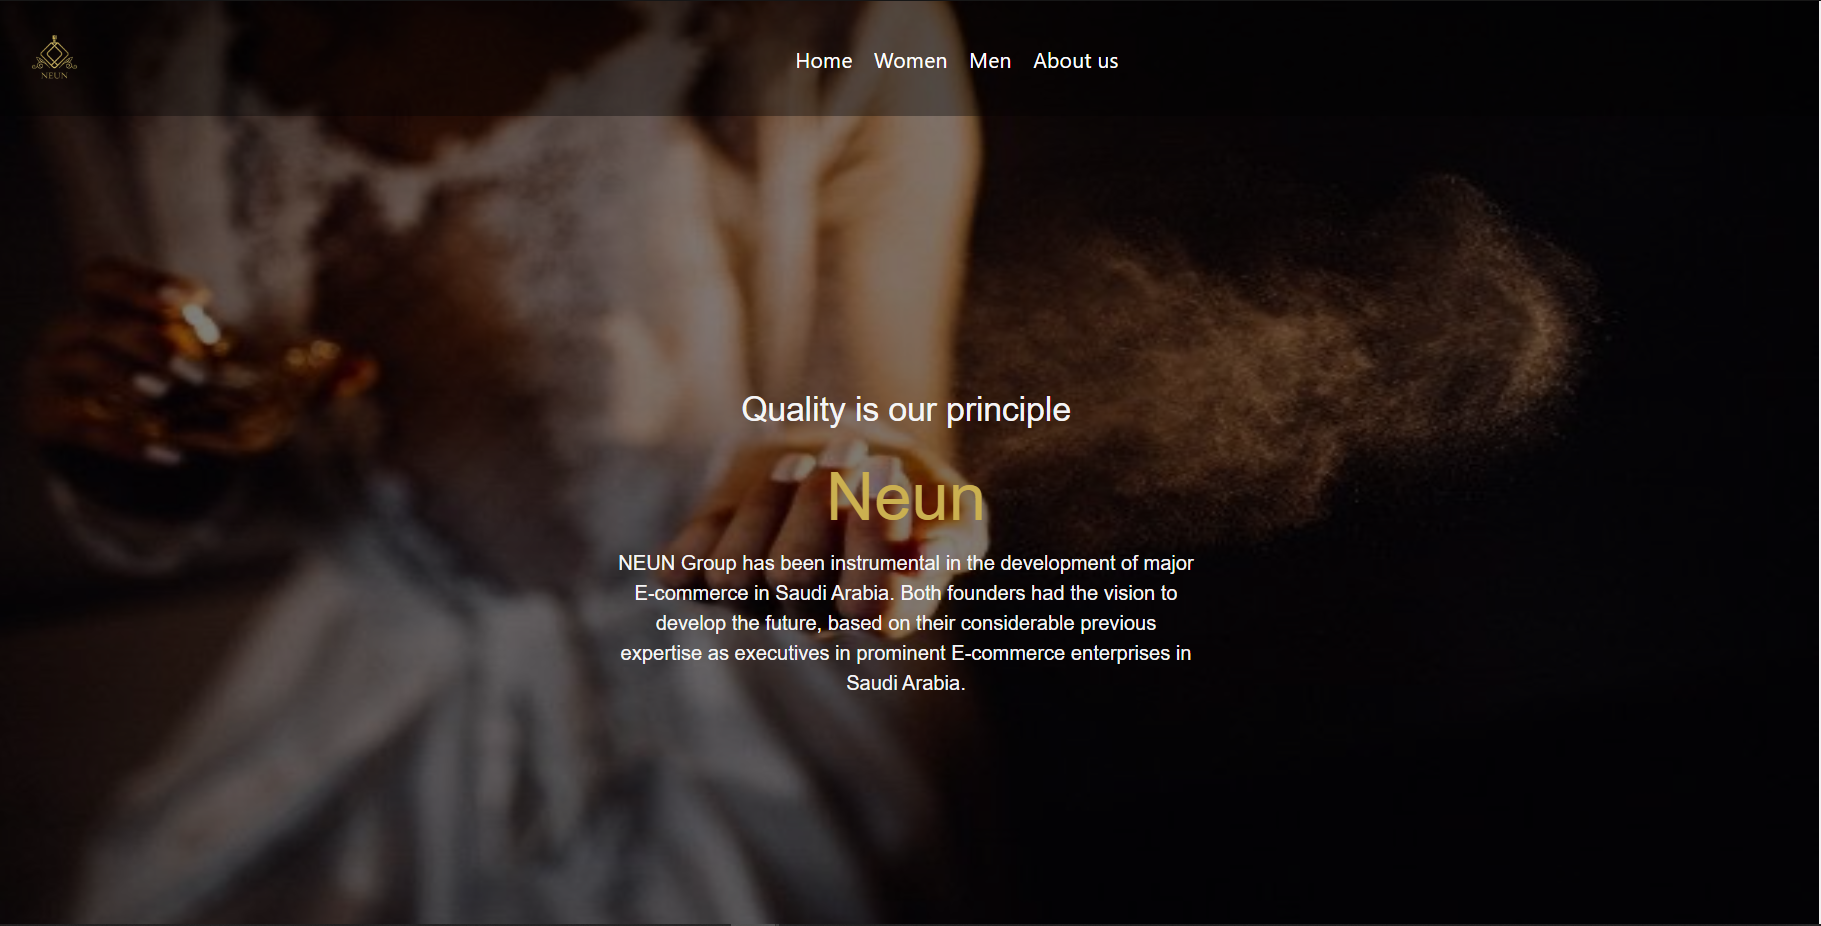 NEUN
Home Women Men About us
Quality is our principle
Neun
NEUN Group has been instrumental in the development of major
E-commerce in Saudi Arabia. Both founders had the vision to
develop the future, based on their considerable previous
expertise as executives in prominent E-commerce enterprises in
Saudi Arabia.